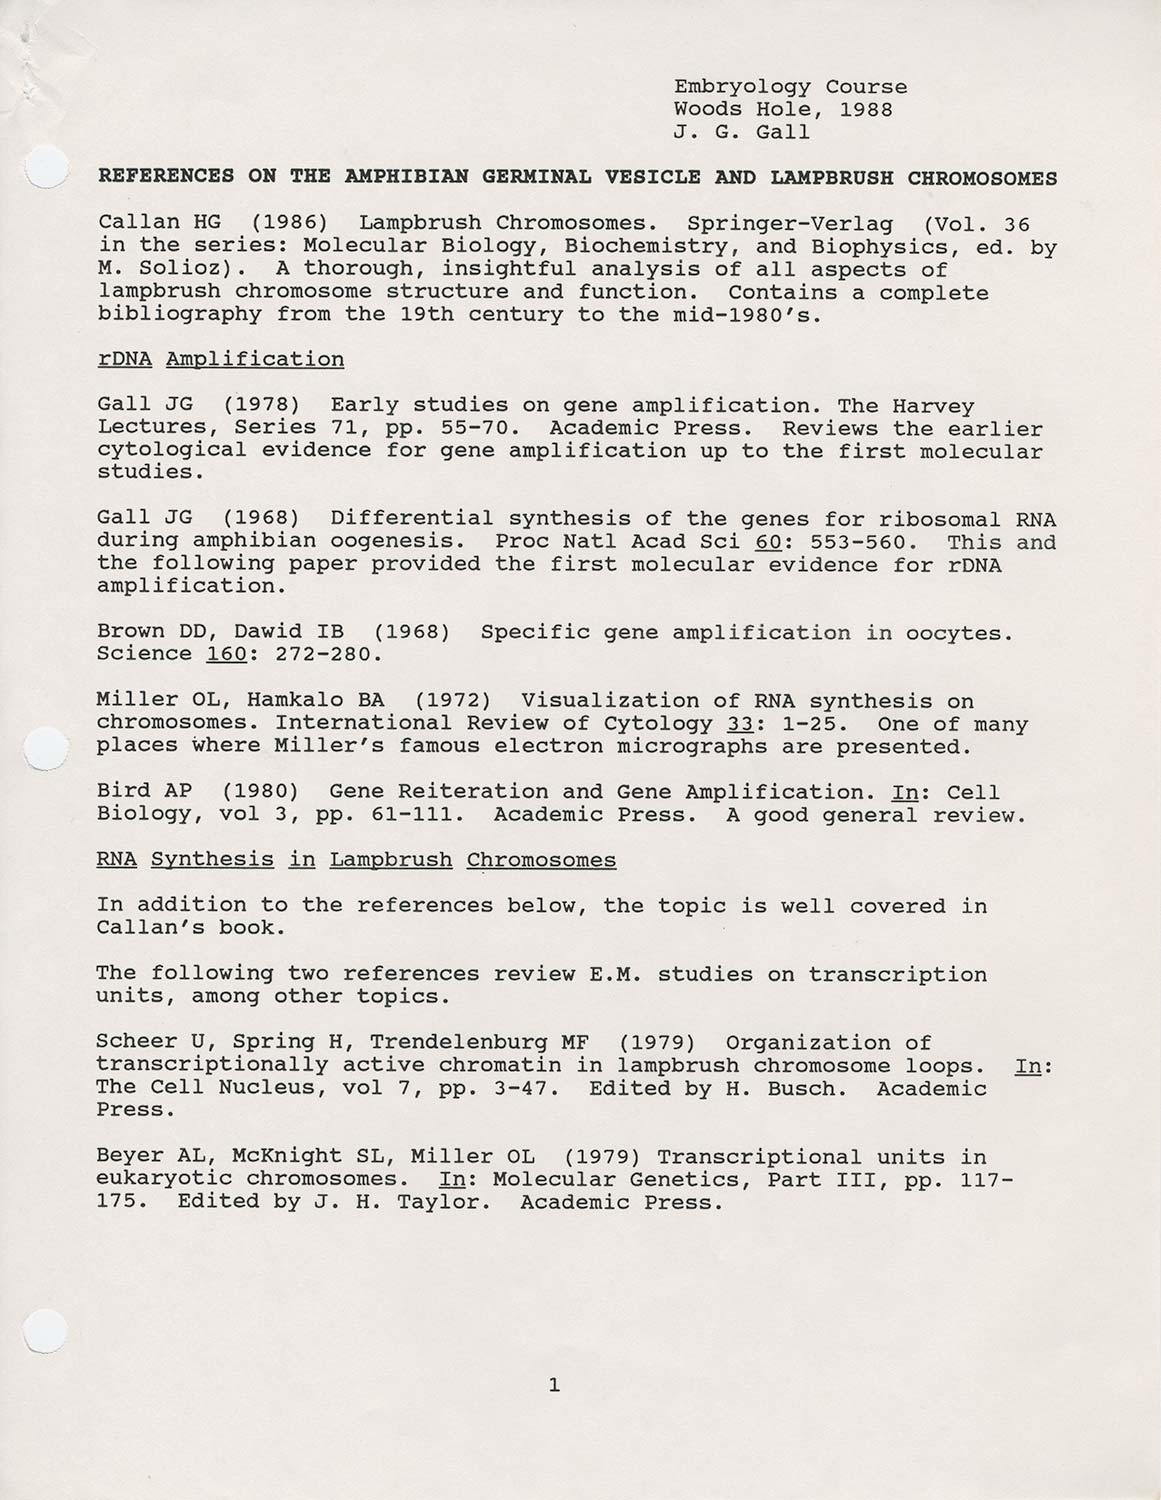 Embryology Course
Woods Hole, 1988
J. G. Gall
REFERENCES ON THE AMPHIBIAN GERMINAL VESICLE AND LAMPBRUSH CHROMOSOMES
Callan HG (1986) Lampbrush Chromosomes. Springer-Verlag (Vol. 36
in the series: Molecular Biology, Biochemistry, and Biophysics, ed. by
M. Solioz). A thorough, insightful analysis of all aspects of
lampbrush chromosome structure and function. Contains a complete
bibliography from the 19th century to the mid-1980's.
rDNA Amplification
Gall JG (1978) Early studies on gene amplification. The Harvey
Lectures, Series 71, pp. 55-70. Academic Press. Reviews the earlier
cytological evidence for gene amplification up to the first molecular
studies.
Gall JG (1968) Differential synthesis of the genes for ribosomal RNA
during amphibian oogenesis. Proc Natl Acad Sci 60: 553-560. This and
the following paper provided the first molecular evidence for rDNA
amplification.
Brown DD, Dawid IB (1968) Specific gene amplification in oocytes.
Science 160: 272-280.
Miller OL, Hamkalo BA (1972) Visualization of RNA synthesis on
chromosomes. International Review of Cytology 33: 1-25. One of many
places where Miller's famous electron micrographs are presented.
Bird AP (1980) Gene Reiteration and Gene Amplification. In: Cell
Biology, vol 3, pp. 61-111. Academic Press. A good general review.
RNA Synthesis in Lampbrush Chromosomes
In addition to the references below, the topic is well covered in
Callan's book.
The following two references review E.M. studies on transcription
units, among other topics.
Scheer U, Spring H, Trendelenburg MF (1979) Organization of
transcriptionally active chromatin in lampbrush chromosome loops. In:
The Cell Nucleus, vol 7, pp. 3-47. Edited by H. Busch. Academic
Press.
Beyer AL, McKnight SL, Miller OL (1979) Transcriptional units in
eukaryotic chromosomes. In: Molecular Genetics, Part III, pp. 117-
175. Edited by J. H. Taylor. Academic Press.
1